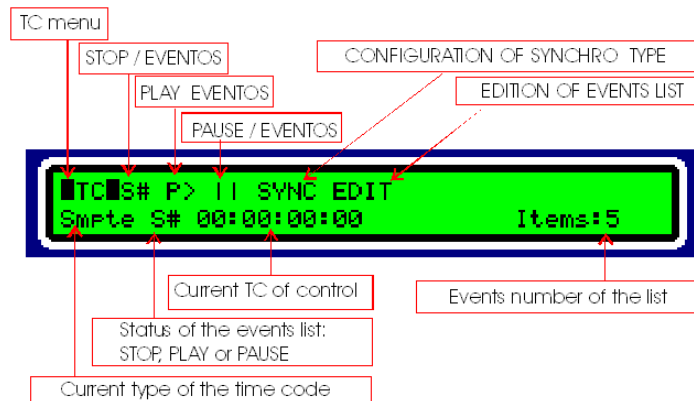 TC menu
STOP / EVENTOS
CONFIGURATION OF SYNCHRO TYPE
PLAY EVENTOS
EDITION OF EVENTS LIST
PAUSE / EVENTOS
TC S# P> || SYNC EDIT
Smpte S# 00:00:00:00 Items:5
Current TC of control
Events number of the list
Status of the events list:
STOP, PLAY or PAUSE
Current type of the time code